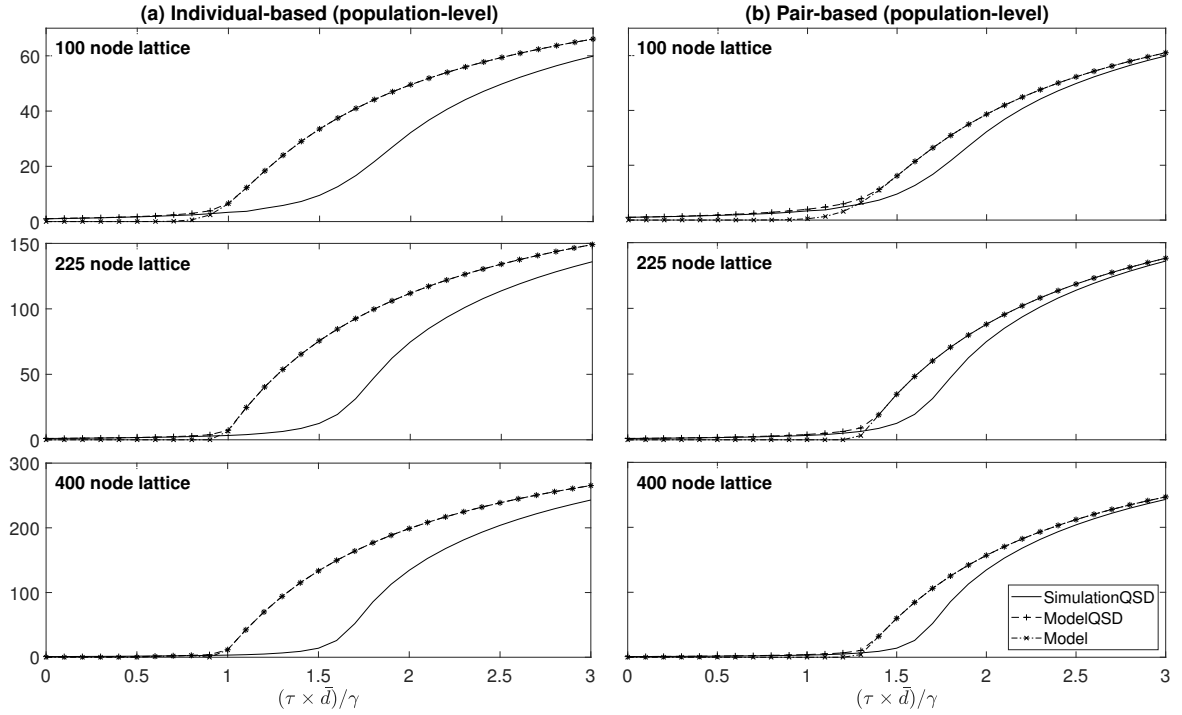 (a) Individual-based (population-level)
100 node lattice
60
40
20
0
225 node lattice
150
100
50
0
400 node lattice
300
200
100
0
0 0.5 1 1.5 2 2.5 3
(τ × d̄)/γ
(b) Pair-based (population-level)
100 node lattice
225 node lattice
400 node lattice
SimulationQSD
ModelQSD
Model
0 0.5 1 1.5 2 2.5 3
(τ × d̄)/γ